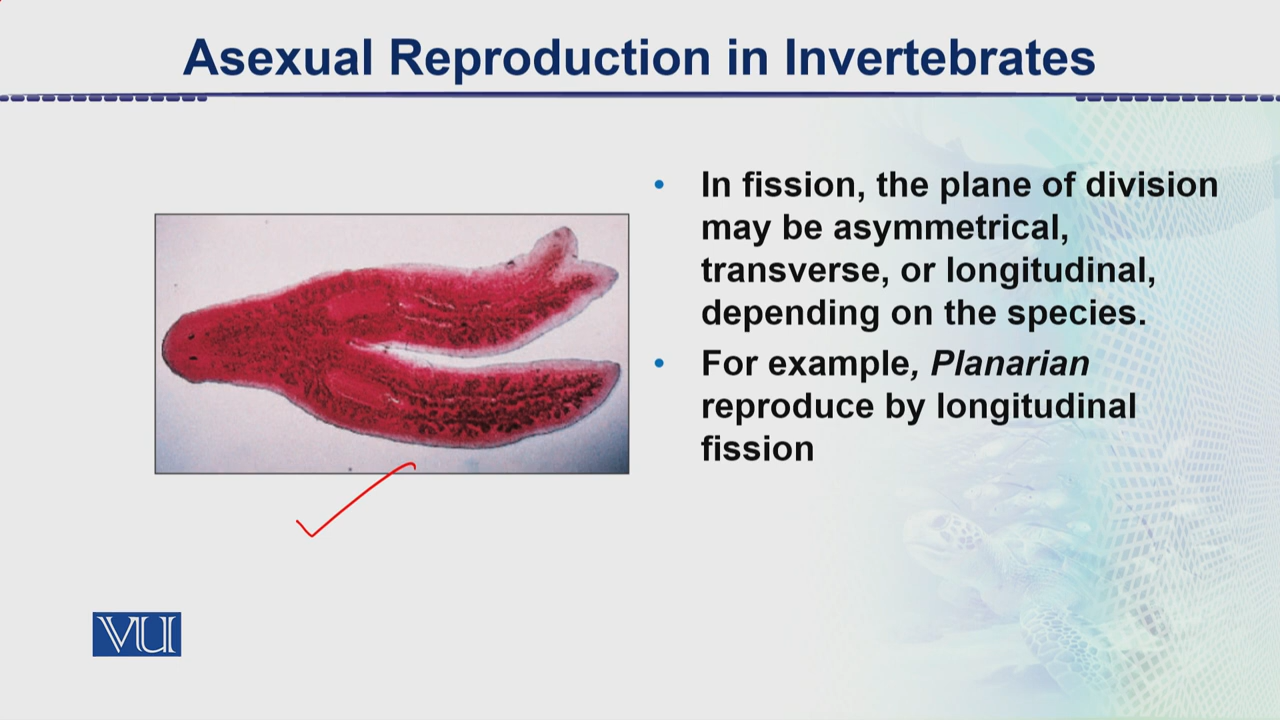 Asexual Reproduction in Invertebrates
• In fission, the plane of division
may be asymmetrical,
transverse, or longitudinal,
depending on the species.
• For example, Planarian
reproduce by longitudinal
fission
VU